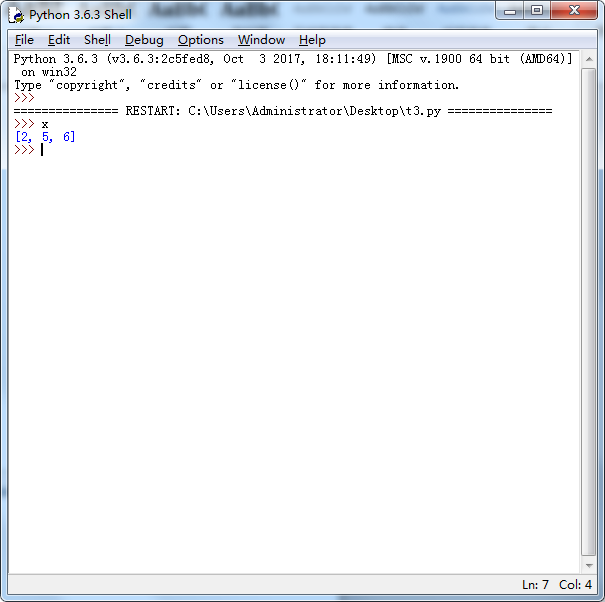 Python 3.6.3 Shell
File Edit Shell Debug Options Window Help
Python 3.6.3 (v3.6.3:2c5fed8, Oct  3 2017, 18:11:49) [MSC v.1900 64 bit (AMD64)]
 on win32
Type "copyright", "credits" or "license()" for more information.
>>>
=============== RESTART: C:\Users\Administrator\Desktop\t3.py ===============
>>> x
[2, 5, 6]
>>>
Ln: 7 Col: 4